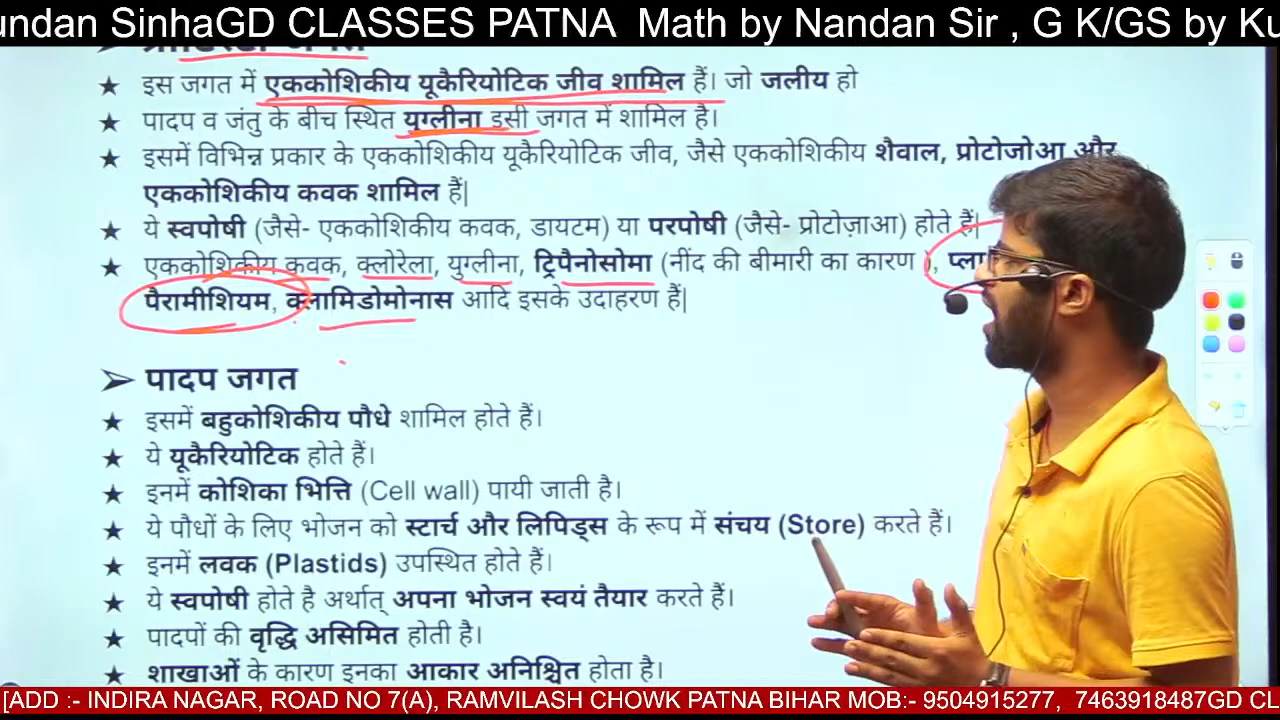 undan SinhaGD CLASSES PATNA Math by Nandan Sir , G K/GS by Ku
★ इस जगत में एककोशिकीय यूकैरियोटिक जीव शामिल हैं। जो जलीय हो
★ पादप व जंतु के बीच स्थित युग्लीना इसी जगत में शामिल है।
★ इसमें विभिन्न प्रकार के एककोशिकीय यूकैरियोटिक जीव, जैसे एककोशिकीय शैवाल, प्रोटोजोआ और
एककोशिकीय कवक शामिल हैं|
★ ये स्वपोषी (जैसे- एककोशिकीय कवक, डायटम) या परपोषी (जैसे- प्रोटोज़ाआ) होते हैं|
★ एककोशिकीय कवक, क्लोरेला, युग्लीना, ट्रिपैनोसोमा (नींद की बीमारी का कारण ),
पैरामीशियम, क्लामिडोमोनास आदि इसके उदाहरण हैं|
➢ पादप जगत
★ इसमें बहुकोशिकीय पौधे शामिल होते हैं।
★ ये यूकैरियोटिक होते हैं।
★ इनमें कोशिका भित्ति (Cell wall) पायी जाती है।
★ ये पौधों के लिए भोजन को स्टार्च और लिपिड्स के रूप में संचय (Store) करते हैं।
★ इनमें लवक (Plastids) उपस्थित होते हैं।
★ ये स्वपोषी होते है अर्थात् अपना भोजन स्वयं तैयार करते हैं।
★ पादपों की वृद्धि असिमित होती है।
★ शाखाओं के कारण इनका आकार अनिश्चित होता है।
[ADD :- INDIRA NAGAR, ROAD NO 7(A), RAMVILASH CHOWK PATNA BIHAR MOB:- 9504915277, 7463918487GD CL